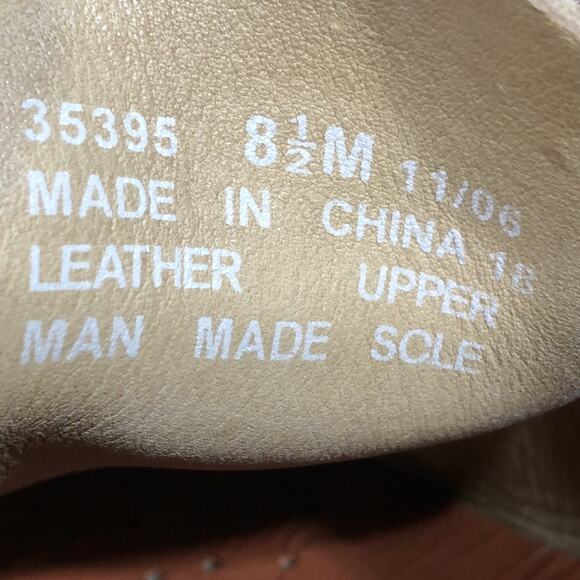 35395 8½M 11/06
MADE IN CHINA 18
LEATHER UPPER
MAN MADE SOLE